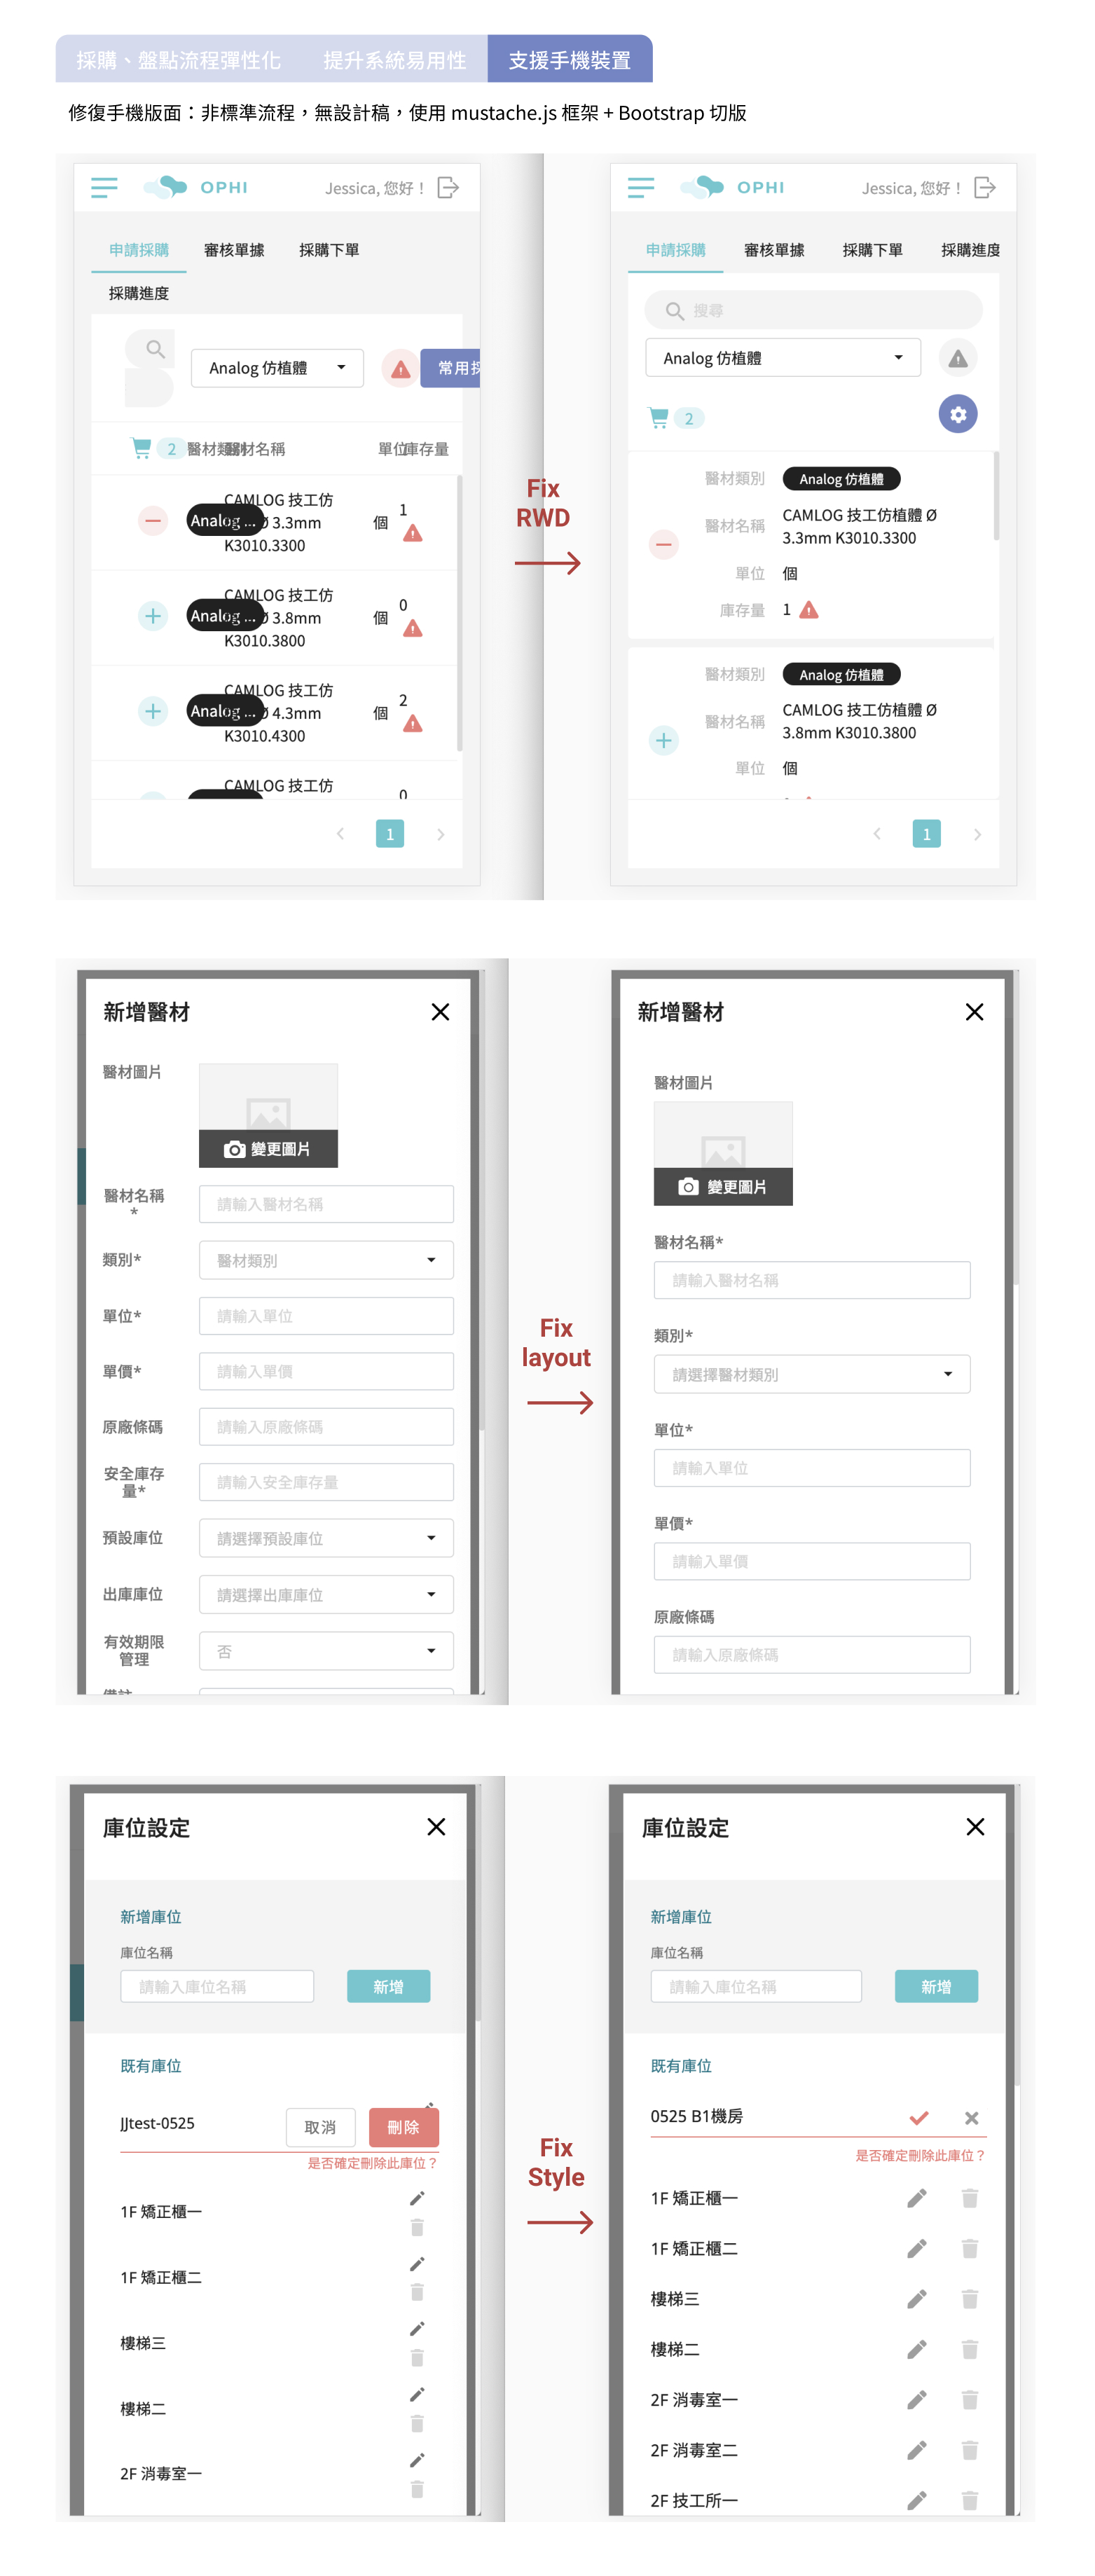 採購、盤點流程彈性化 提升系統易用性 支援手機裝置
修復手機版面：非標準流程，無設計稿，使用 mustache.js 框架 + Bootstrap 切版
OPHI Jessica, 您好！
申請採購 審核單據 採購下單
採購進度
Analog 仿植體 常用採
2 醫材類別 醫材名稱 單位 庫存量
CAMLOG 技工仿
Analog ... Ø 3.3mm 個 1
K3010.3300
CAMLOG 技工仿
Analog ... Ø 3.8mm 個 0
K3010.3800
CAMLOG 技工仿
Analog ... Ø 4.3mm 個 2
K3010.4300
CAMLOG 技工仿
0
1
Fix
RWD
OPHI Jessica, 您好！
申請採購 審核單據 採購下單 採購進度
搜尋
Analog 仿植體
2
醫材類別 Analog 仿植體
醫材名稱 CAMLOG 技工仿植體 Ø
3.3mm K3010.3300
單位 個
庫存量 1
醫材類別 Analog 仿植體
醫材名稱 CAMLOG 技工仿植體 Ø
3.8mm K3010.3800
單位 個
1
新增醫材
醫材圖片
變更圖片
醫材名稱
*
請輸入醫材名稱
類別* 醫材類別
單位* 請輸入單位
單價* 請輸入單價
原廠條碼 請輸入原廠條碼
安全庫存
量*
請輸入安全庫存量
預設庫位 請選擇預設庫位
出庫庫位 請選擇出庫庫位
有效期限
管理
否
備註
Fix
layout
新增醫材
醫材圖片
變更圖片
醫材名稱*
請輸入醫材名稱
類別*
請選擇醫材類別
單位*
請輸入單位
單價*
請輸入單價
原廠條碼
請輸入原廠條碼
庫位設定
新增庫位
庫位名稱
請輸入庫位名稱 新增
既有庫位
JJtest-0525 取消 刪除
是否確定刪除此庫位？
1F 矯正櫃一
1F 矯正櫃二
樓梯三
樓梯二
2F 消毒室一
Fix
Style
庫位設定
新增庫位
庫位名稱
請輸入庫位名稱 新增
既有庫位
0525 B1機房
是否確定刪除此庫位？
1F 矯正櫃一
1F 矯正櫃二
樓梯三
樓梯二
2F 消毒室一
2F 消毒室二
2F 技工所一